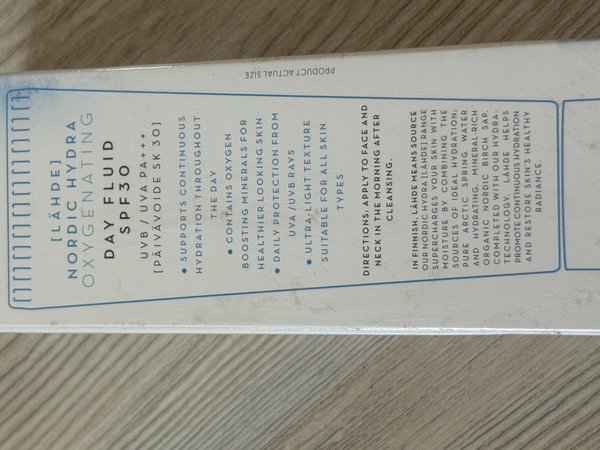 [LÄHDE]
NORDIC HYDRA
OXYGENATING
DAY FLUID
SPF30
UVB / UVA PA+++
[PÄIVÄVOIDE SK 30]
• SUPPORTS CONTINUOUS
HYDRATION THROUGHOUT
THE DAY
• CONTAINS OXYGEN
BOOSTING MINERALS FOR
HEALTHIER LOOKING SKIN
• DAILY PROTECTION FROM
UVA /UVB RAYS
• ULTRA-LIGHT TEXTURE
SUITABLE FOR ALL SKIN
TYPES
DIRECTIONS: APPLY TO FACE AND
NECK IN THE MORNING AFTER
CLEANSING.
IN FINNISH, LÄHDE MEANS SOURCE
OUR NORDIC HYDRA [LÄHDE] RANGE
SUPERCHARGES YOUR SKIN WITH
MOISTURE BY COMBINING THE
SOURCES OF IDEAL HYDRATION,
PURE ARCTIC SPRING WATER
AND HYDRATING, MINERAL-RICH
ORGANIC NORDIC BIRCH SAP.
COMPLETED WITH OUR HYDRA-
TECHNOLOGY, LÄHDE HELPS
PROMOTE CONTINUOUS HYDRATION
AND RESTORE SKIN'S HEALTHY
RADIANCE.
PRODUCT ACTUAL SIZE